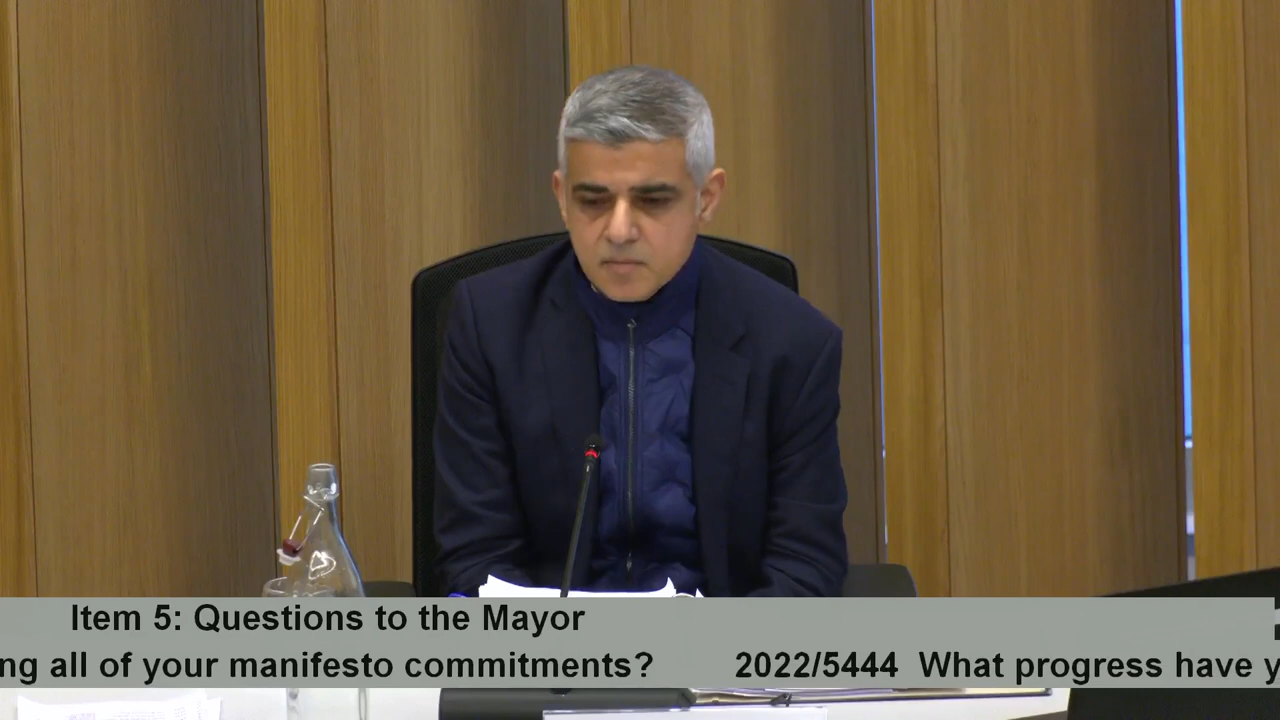 Item 5: Questions to the Mayor
ng all of your manifesto commitments? 2022/5444 What progress have y